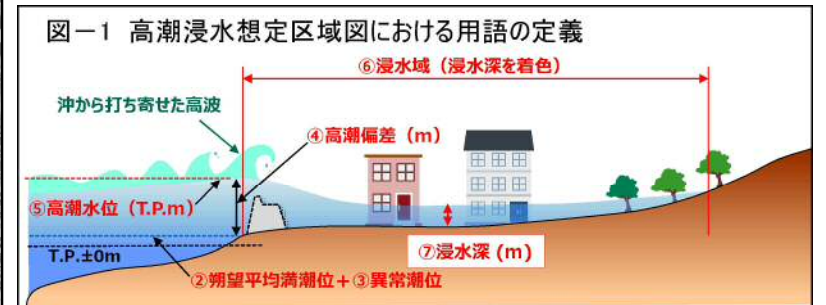 図－1 高潮浸水想定区域図における用語の定義
⑥浸水域（浸水深を着色）
沖から打ち寄せた高波
④高潮偏差（m）
⑤高潮水位（T.P.m）
T.P.±0m
⑦浸水深 (m)
②朔望平均満潮位＋③異常潮位